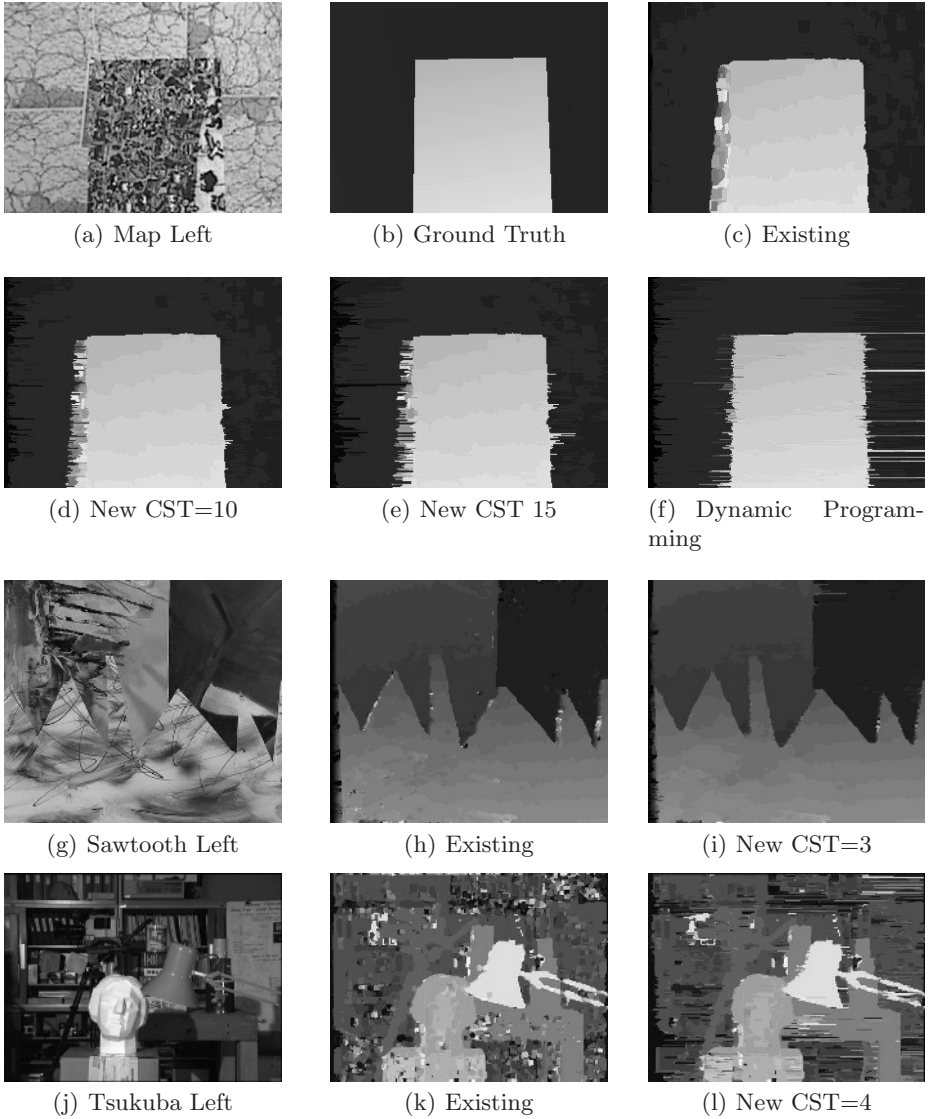 (a) Map Left
(b) Ground Truth
(c) Existing
(d) New CST=10
(e) New CST 15
(f) Dynamic Program-
ming
(g) Sawtooth Left
(h) Existing
(i) New CST=3
(j) Tsukuba Left
(k) Existing
(l) New CST=4